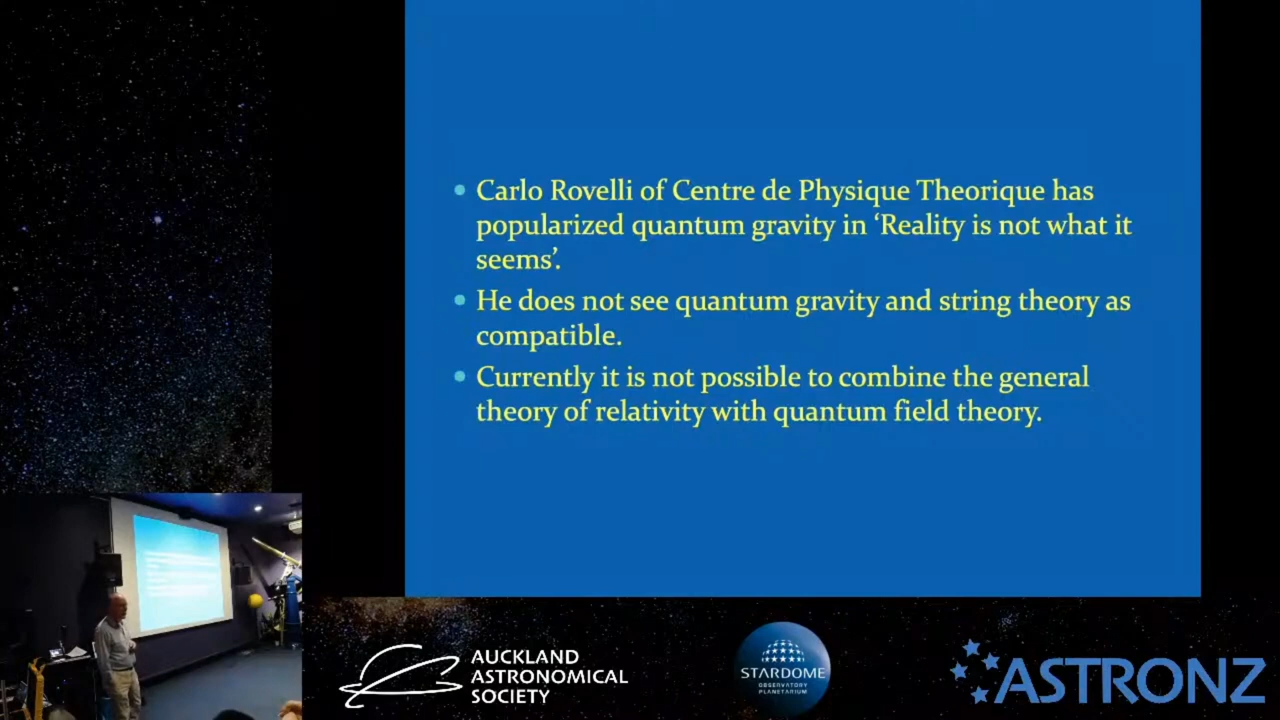 Carlo Rovelli of Centre de Physique Theorique has
popularized quantum gravity in ‘Reality is not what it
seems’.
He does not see quantum gravity and string theory as
compatible.
Currently it is not possible to combine the general
theory of relativity with quantum field theory.
AUCKLAND
ASTRONOMICAL
SOCIETY
STARDOME
OBSERVATORY
PLANETARIUM
ASTRONZ